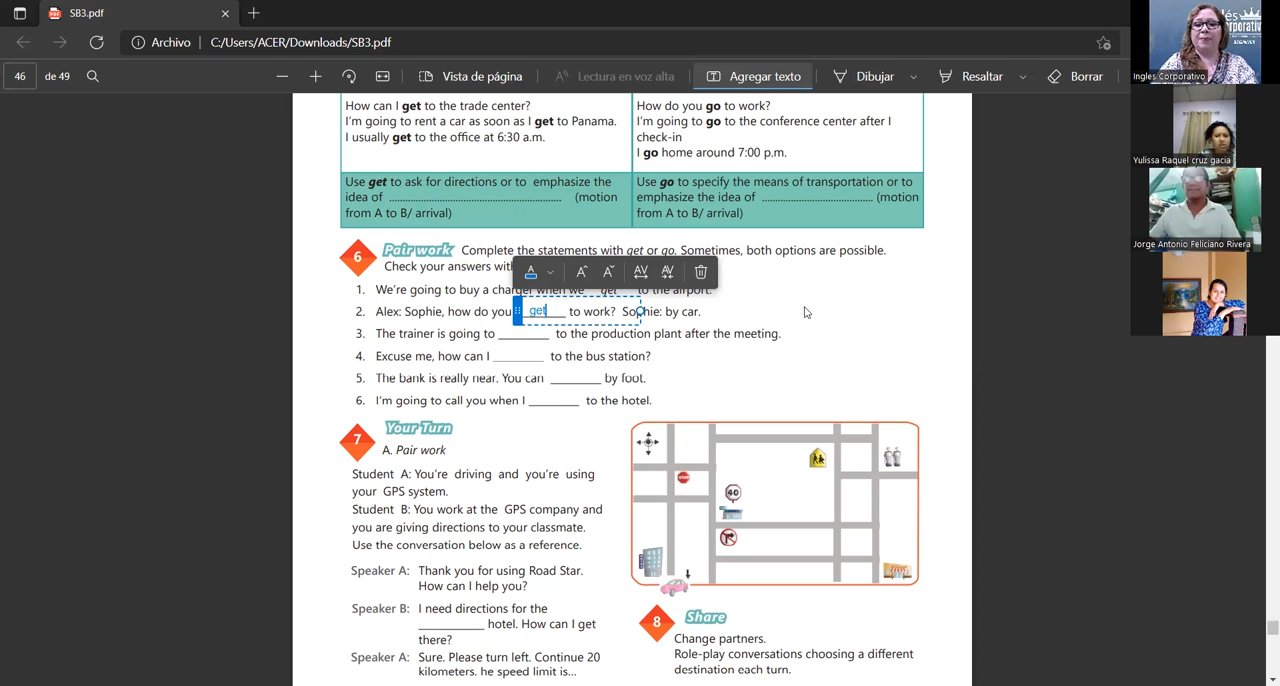 SB3.pdf
Archivo
C:/Users/ACER/Downloads/SB3.pdf
46
de 49
Vista de página
Lectura en voz alta
Agregar texto
Dibujar
Resaltar
Borrar
How can I get to the trade center?
I'm going to rent a car as soon as I get to Panama.
I usually get to the office at 6:30 a.m.
How do you go to work?
I'm going to go to the conference center after I
check-in
I go home around 7:00 p.m.
Use get to ask for directions or to emphasize the
idea of ........................................................ (motion
from A to B/ arrival)
Use go to specify the means of transportation or to
emphasize the idea of ................................... (motion
from A to B/ arrival)
6 Pair work Complete the statements with get or go. Sometimes, both options are possible.
Check your answers with
1. We're going to buy a charger when we get to the airport.
2. Alex: Sophie, how do you get to work? Sophie: by car.
3. The trainer is going to ________ to the production plant after the meeting.
4. Excuse me, how can I ________ to the bus station?
5. The bank is really near. You can ________ by foot.
6. I'm going to call you when I ________ to the hotel.
7 Your Turn
A. Pair work
Student A: You're driving and you're using
your GPS system.
Student B: You work at the GPS company and
you are giving directions to your classmate.
Use the conversation below as a reference.
Speaker A: Thank you for using Road Star.
How can I help you?
Speaker B: I need directions for the
__________ hotel. How can I get
there?
Speaker A: Sure. Please turn left. Continue 20
kilometers. he speed limit is...
STOP
40
8 Share
Change partners.
Role-play conversations choosing a different
destination each turn.
Ingles Corporativo
Yulissa Raquel cruz gacia
Jorge Antonio Feliciano Rivera